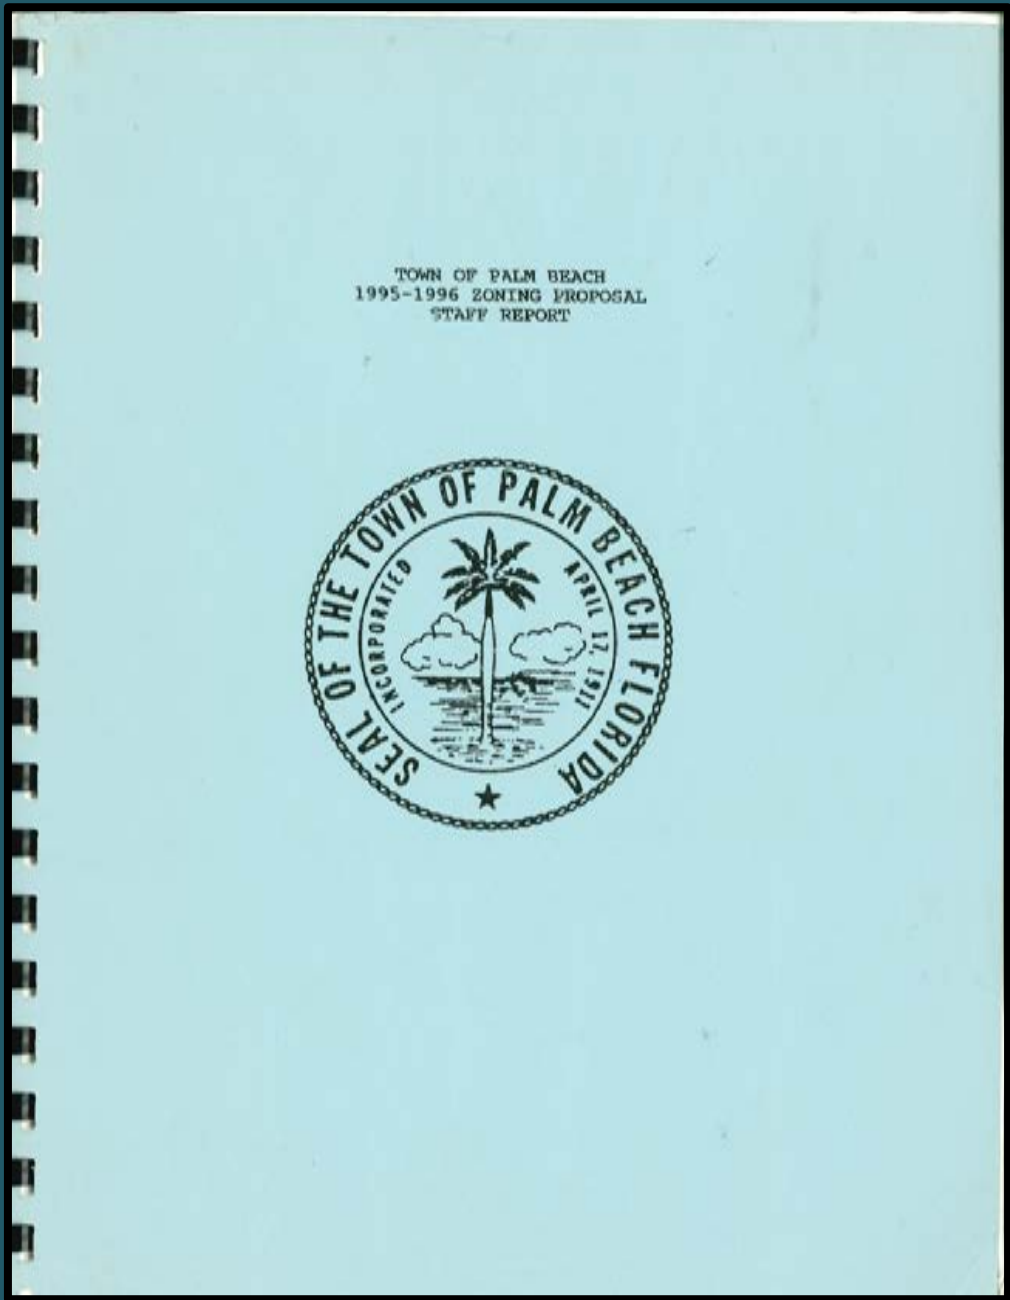 TOWN OF PALM BEACH
1995-1996 ZONING PROPOSAL
STAFF REPORT
SEAL OF THE TOWN OF PALM BEACH FLORIDA
INCORPORATED APRIL 17, 1911